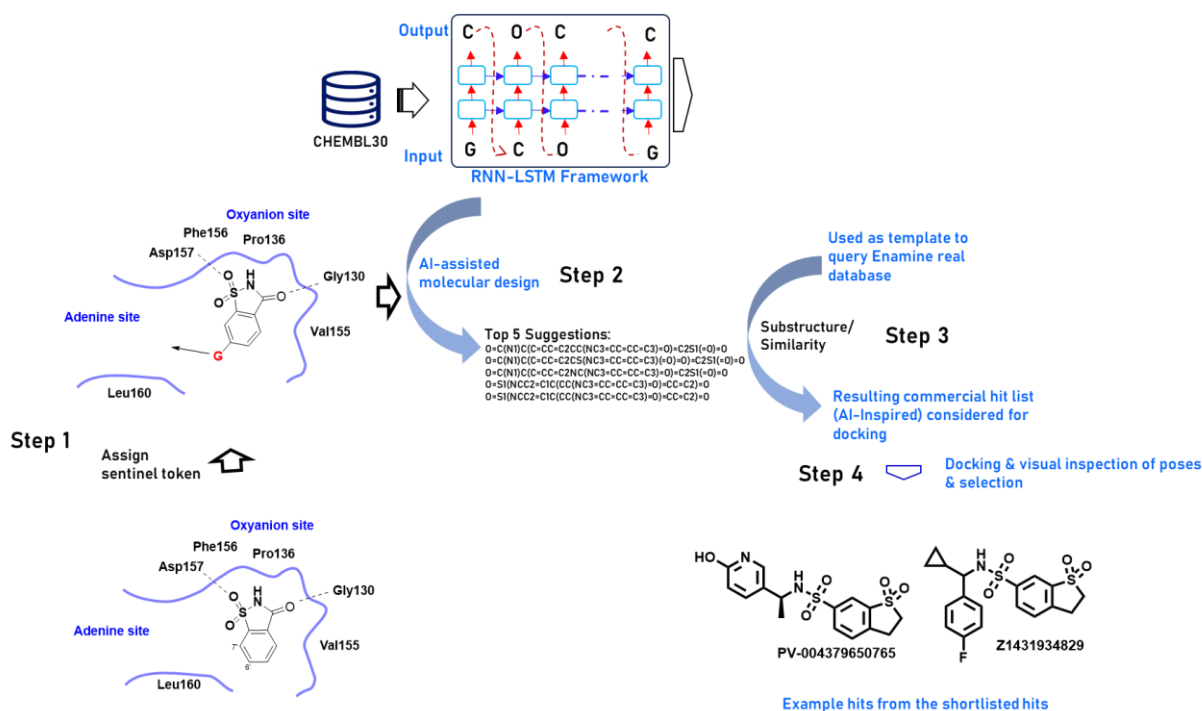 Output
C O C C
CHEMBL30
Input
G C O G
RNN-LSTM Framework
Oxyanion site
Phe156
Pro136
Asp157
Gly130
O
NH
S
O
O
Adenine site
Val155
G
Leu160
AI-assisted
molecular design
Step 2
Top 5 Suggestions:
O=C(N1)C(C=CC=C2CC(NC3=CC=CC=C3)=O)=C2S1(=O)=O
O=C(N1)C(C=CC=C2CS(NC3=CC=CC=C3)(=O)=O)=C2S1(=O)=O
O=C(N1)C(C=CC=C2NC(NC3=CC=CC=C3)=O)=C2S1(=O)=O
O=S1(NCC2=C1C(CC(NC3=CC=CC=C3)=O)=CC=C2)=O
O=S1(NCC2=C1C(CC(NC3=CC=CC=C3)=O)=CC=C2)=O
Used as template to
query Enamine real
database
Substructure/
Similarity
Step 3
Resulting commercial hit list
(AI-Inspired) considered for
docking
Step 1
Assign
sentinel token
Step 4
Docking & visual inspection of poses
& selection
Oxyanion site
Phe156
Pro136
Asp157
Gly130
O
H
N
S
O
O
Adenine site
7'
6'
Val155
Leu160
HO
N
H
N
O O
S
O O
S
PV-004379650765
H
N
O O
S
O O
S
F
Z1431934829
Example hits from the shortlisted hits